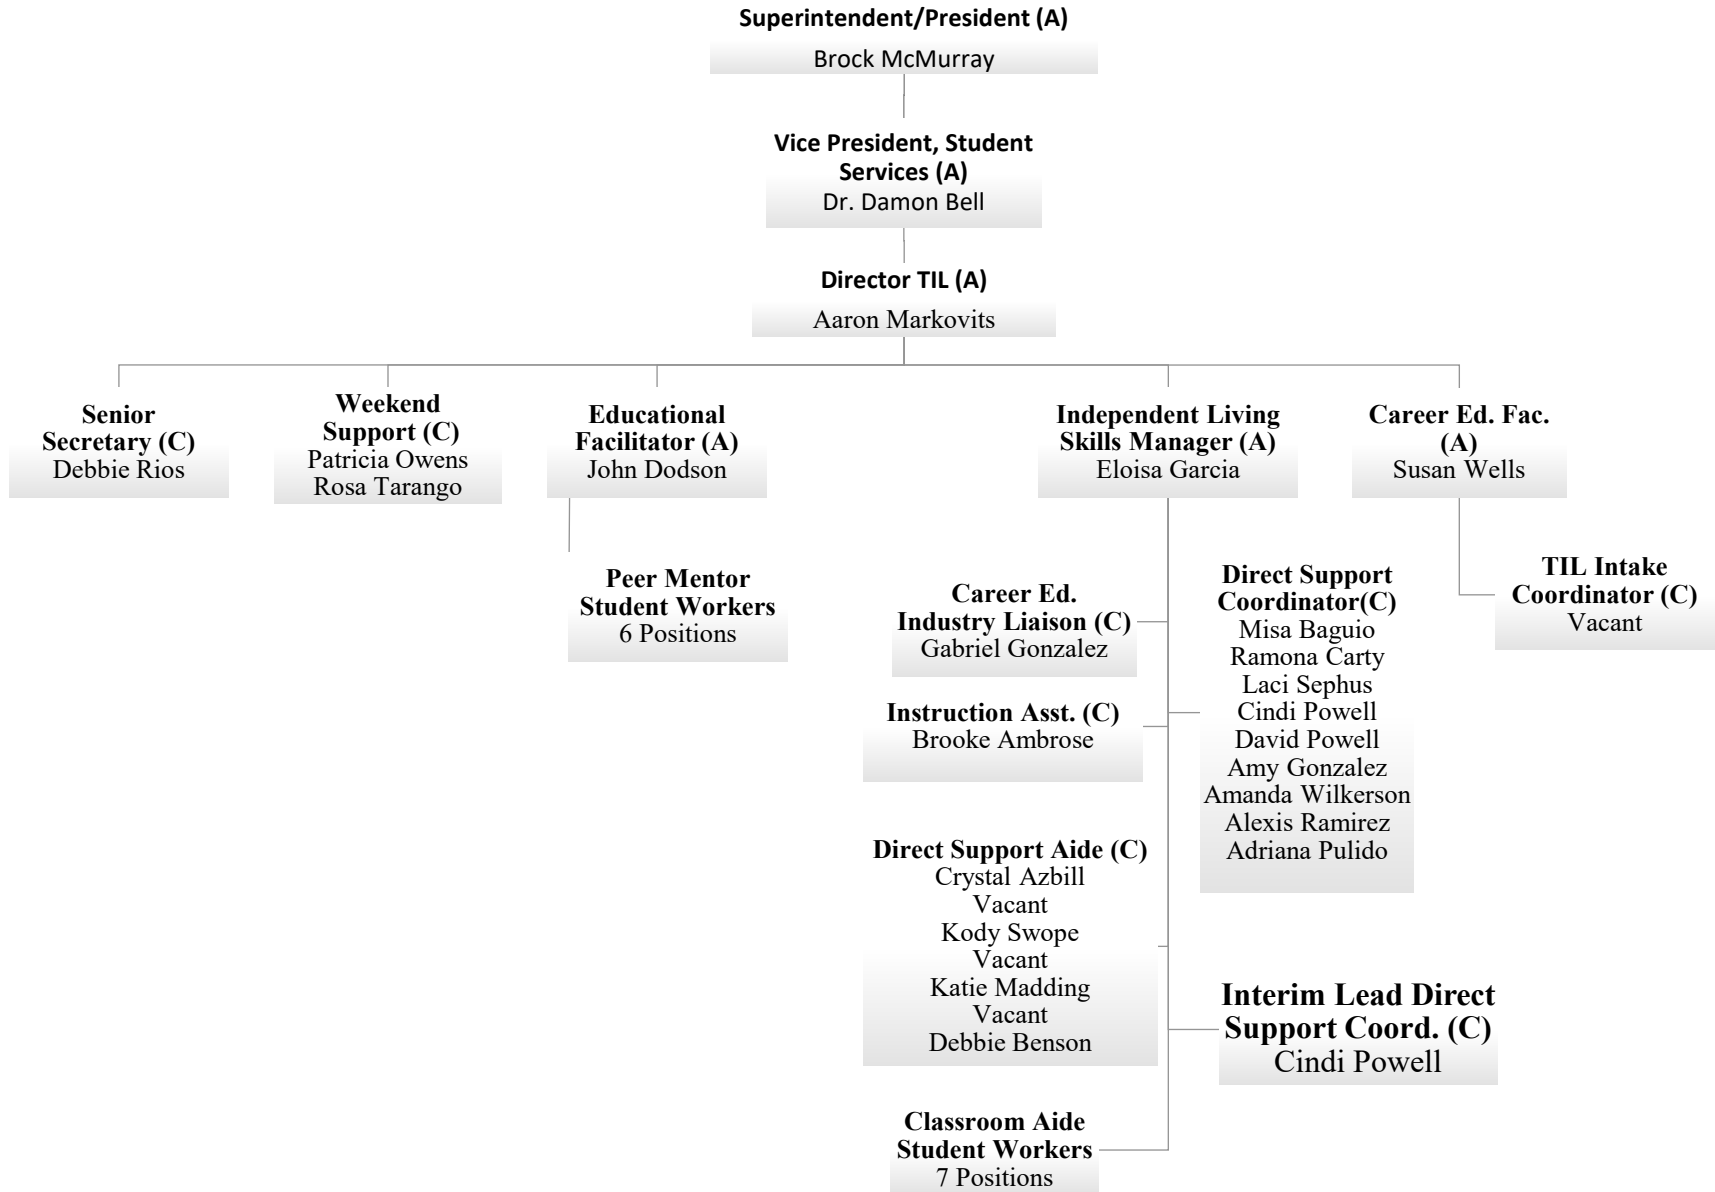 Superintendent/President (A)
Brock McMurray
Vice President, Student
Services (A)
Dr. Damon Bell
Director TIL (A)
Aaron Markovits
Senior
Secretary (C)
Debbie Rios
Weekend
Support (C)
Patricia Owens
Rosa Tarango
Educational
Facilitator (A)
John Dodson
Independent Living
Skills Manager (A)
Eloisa Garcia
Career Ed. Fac.
(A)
Susan Wells
Peer Mentor
Student Workers
6 Positions
Career Ed.
Industry Liaison (C)
Gabriel Gonzalez
Instruction Asst. (C)
Brooke Ambrose
Direct Support Aide (C)
Crystal Azbill
Vacant
Kody Swope
Vacant
Katie Madding
Vacant
Debbie Benson
Classroom Aide
Student Workers
7 Positions
Direct Support
Coordinator(C)
Misa Baguio
Ramona Carty
Laci Sephus
Cindi Powell
David Powell
Amy Gonzalez
Amanda Wilkerson
Alexis Ramirez
Adriana Pulido
Interim Lead Direct
Support Coord. (C)
Cindi Powell
TIL Intake
Coordinator (C)
Vacant